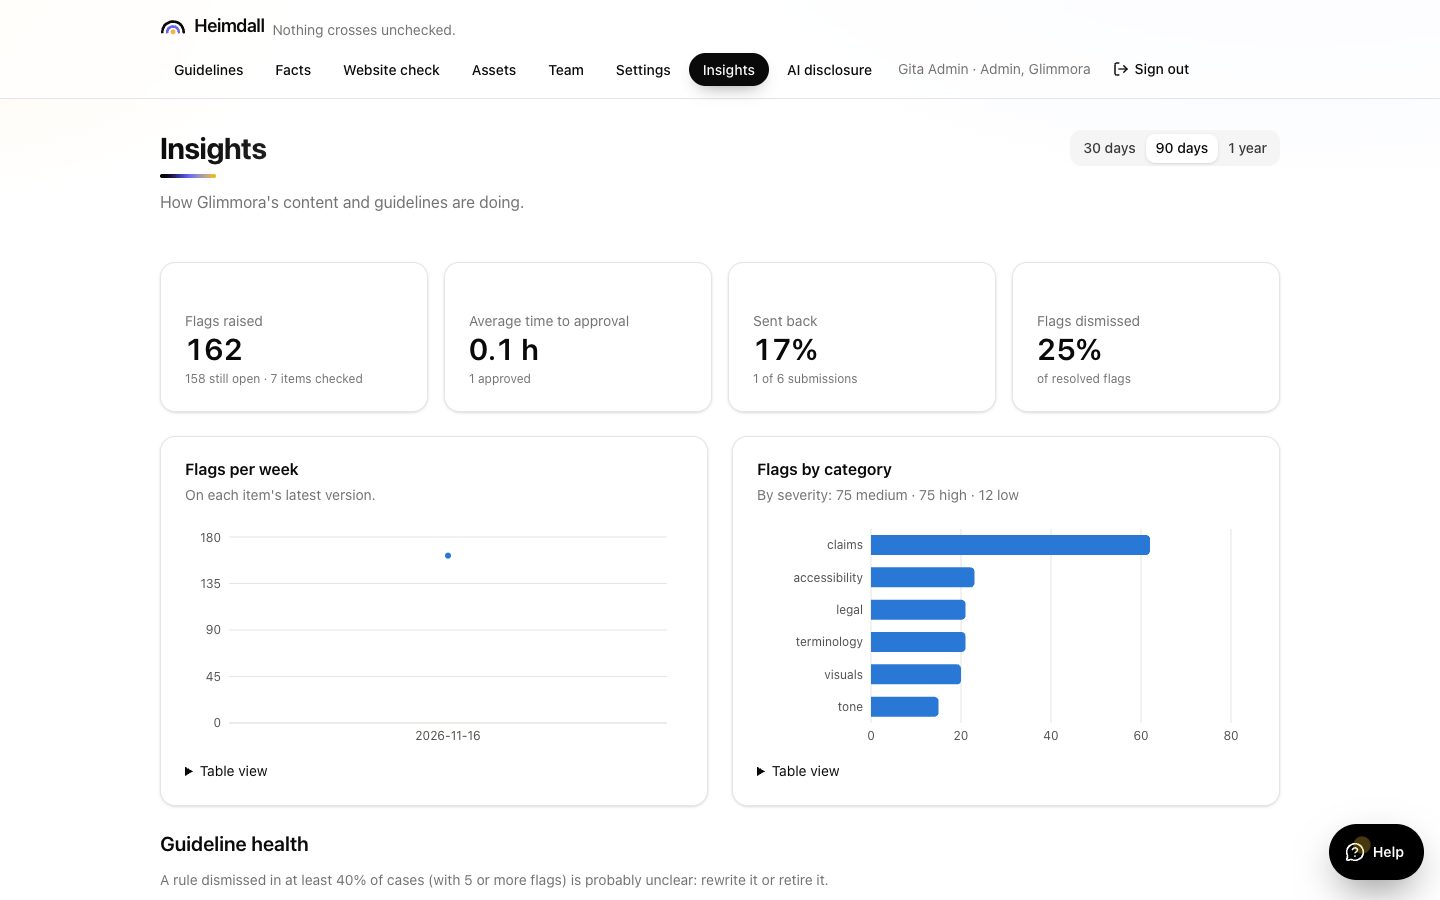 Heimdall Nothing crosses unchecked.
Guidelines Facts Website check Assets Team Settings Insights AI disclosure Gita Admin · Admin, Glimmora Sign out
Insights
30 days 90 days 1 year
How Glimmora's content and guidelines are doing.
Flags raised
162
158 still open · 7 items checked
Average time to approval
0.1 h
1 approved
Sent back
17%
1 of 6 submissions
Flags dismissed
25%
of resolved flags
Flags per week
On each item's latest version.
180
135
90
45
0
2026-11-16
Table view
Flags by category
By severity: 75 medium · 75 high · 12 low
claims
accessibility
legal
terminology
visuals
tone
0 20 40 60 80
Table view
Guideline health
A rule dismissed in at least 40% of cases (with 5 or more flags) is probably unclear: rewrite it or retire it.
Help